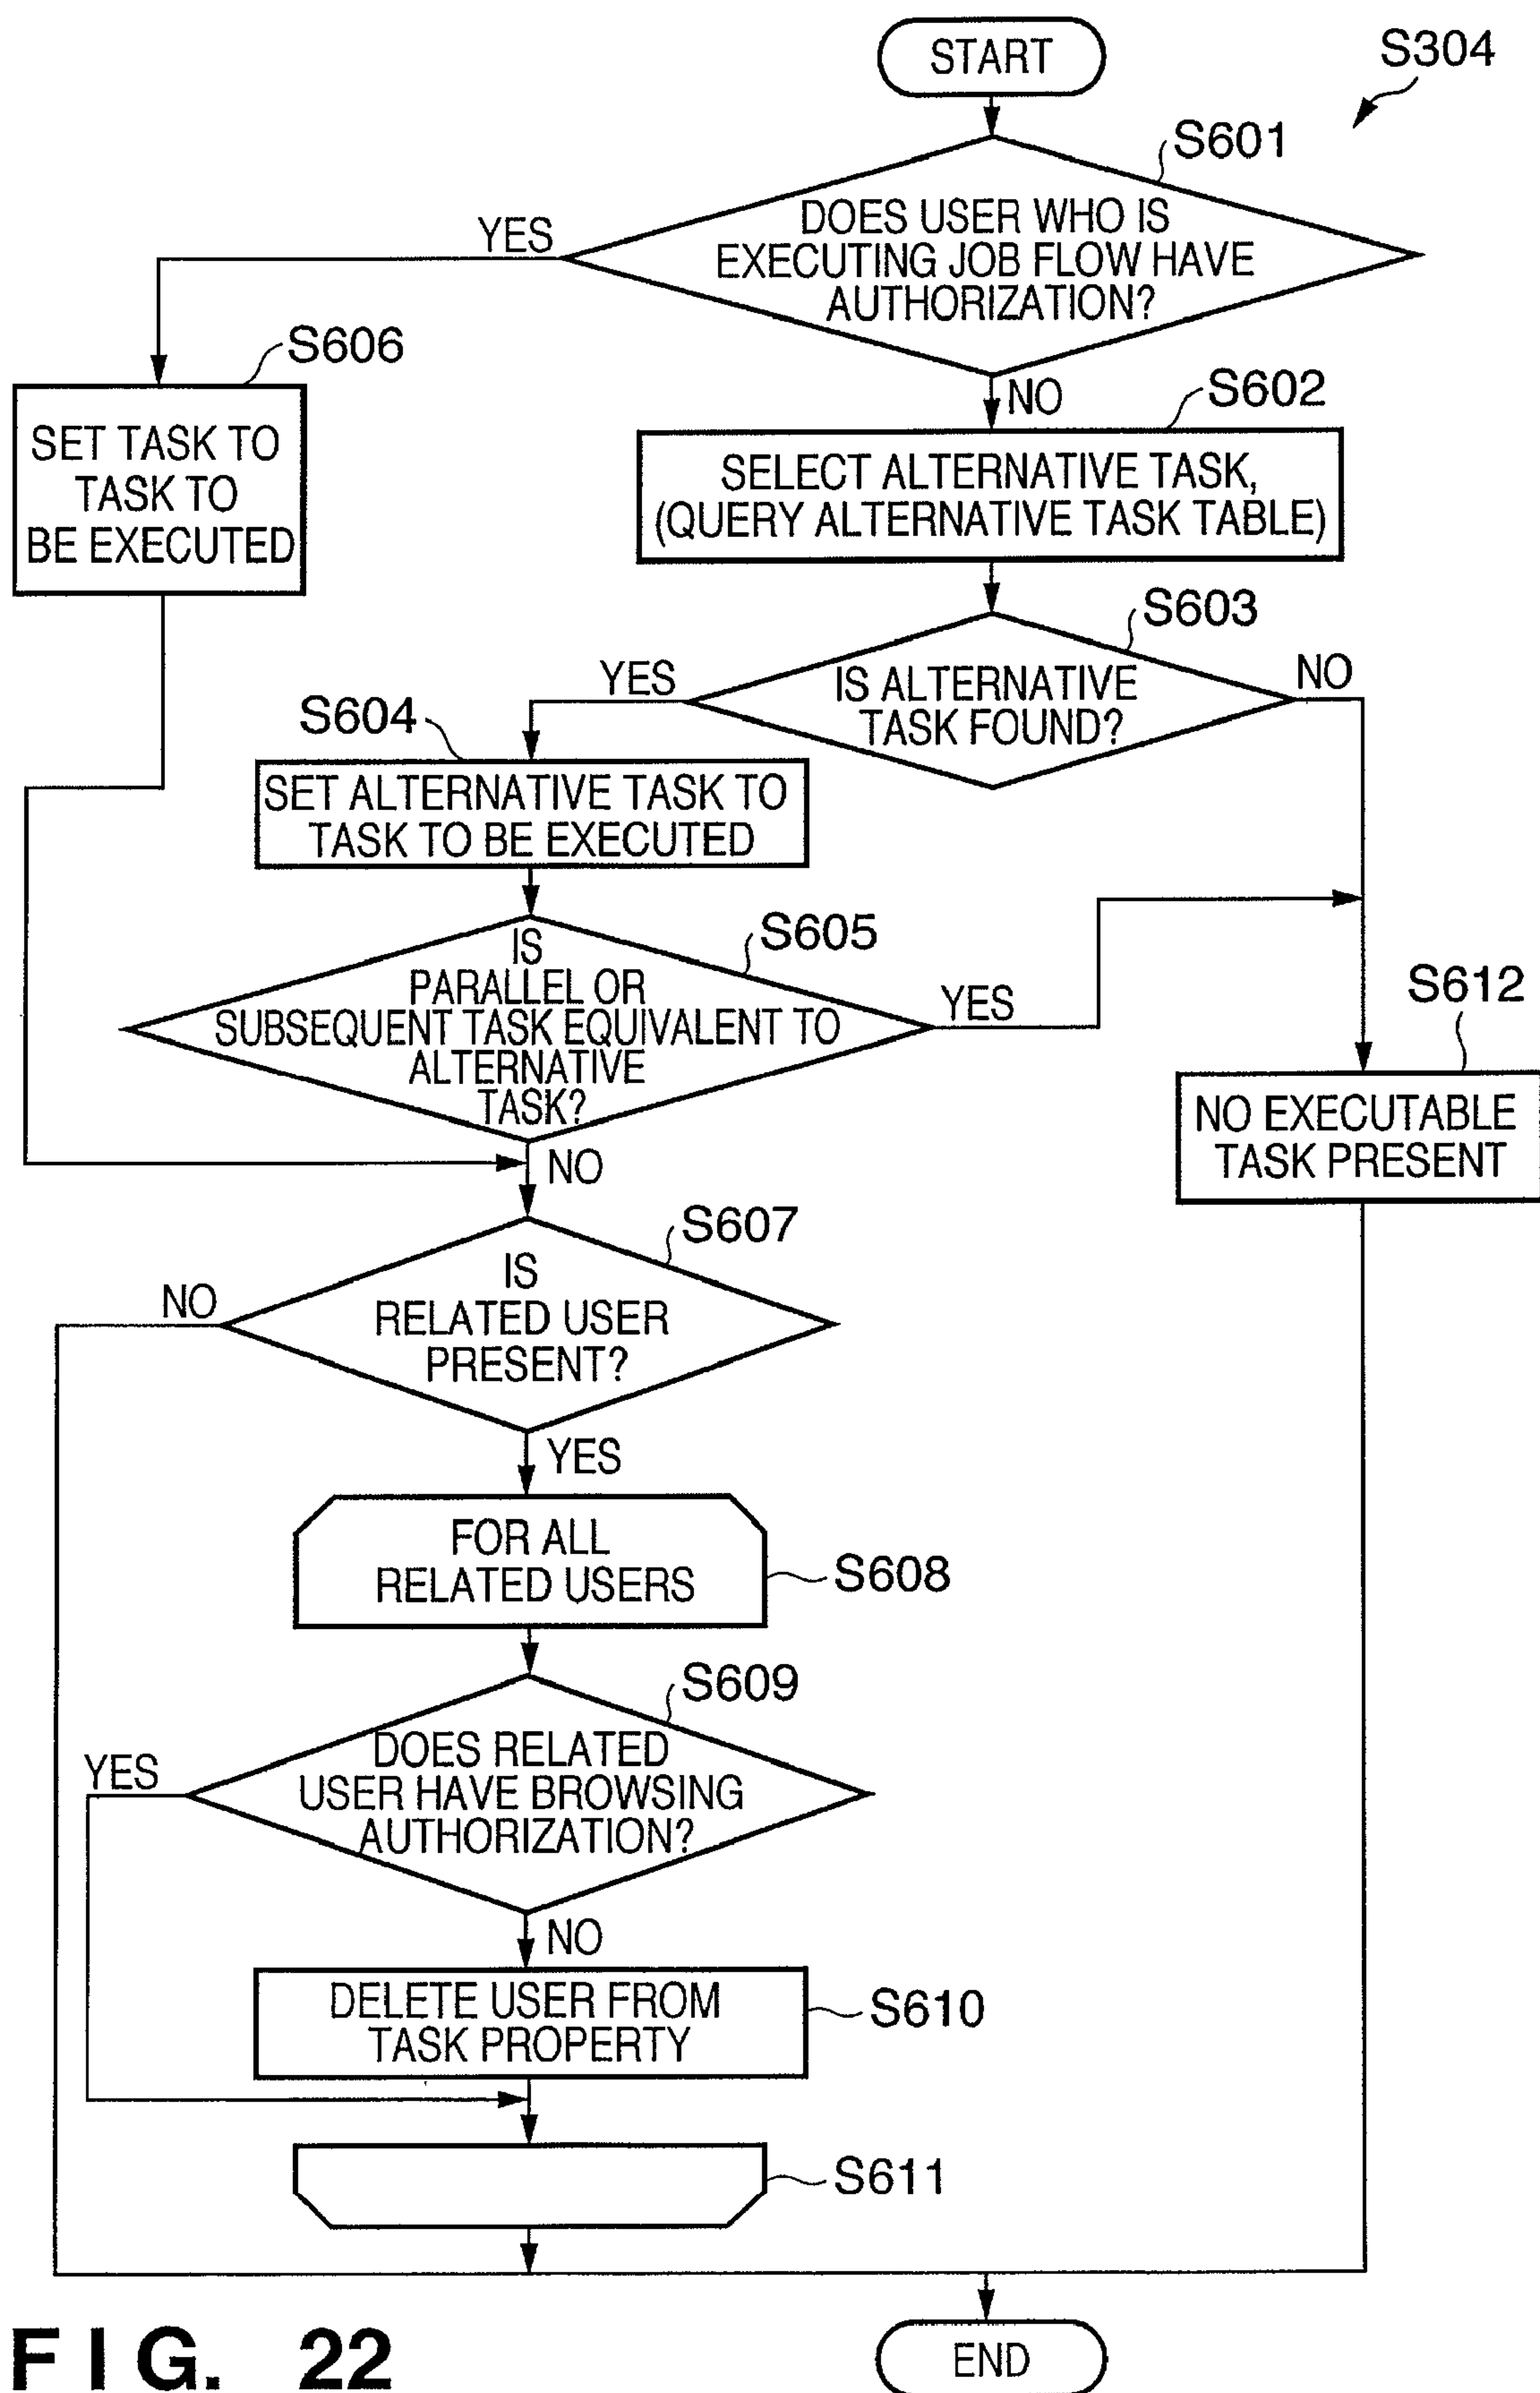 START
S304
S601
DOES USER WHO IS
EXECUTING JOB FLOW HAVE
AUTHORIZATION?
YES
NO
S606
SET TASK TO
TASK TO
BE EXECUTED
S602
SELECT ALTERNATIVE TASK,
(QUERY ALTERNATIVE TASK TABLE)
S603
IS ALTERNATIVE
TASK FOUND?
YES
NO
S604
SET ALTERNATIVE TASK TO
TASK TO BE EXECUTED
S605
IS
PARALLEL OR
SUBSEQUENT TASK EQUIVALENT TO
ALTERNATIVE
TASK?
YES
NO
S612
NO EXECUTABLE
TASK PRESENT
S607
IS
RELATED USER
PRESENT?
NO
YES
FOR ALL
RELATED USERS
S608
S609
DOES RELATED
USER HAVE BROWSING
AUTHORIZATION?
YES
NO
DELETE USER FROM
TASK PROPERTY
S610
S611
END
FIG. 22